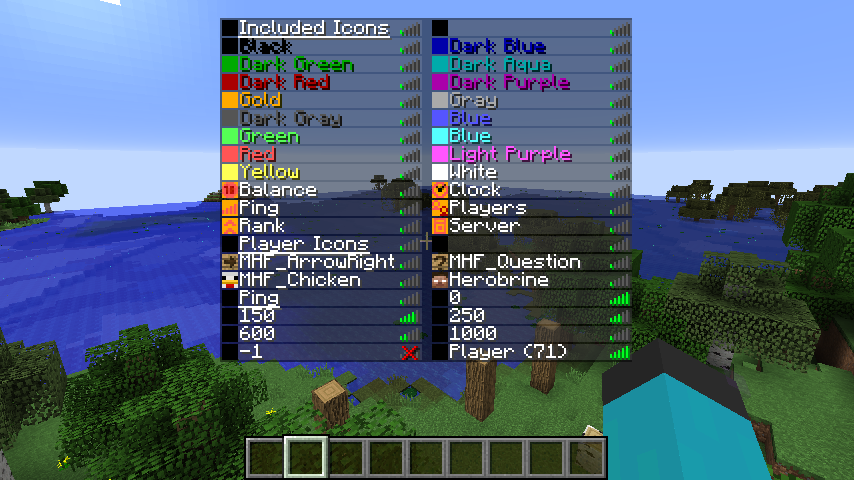 Included Icons
Black Dark Blue
Dark Green Dark Aqua
Dark Red Dark Purple
Gold Gray
Dark Gray Blue
Green Blue
Red Light Purple
Yellow White
Balance Clock
Ping Players
Rank Server
Player Icons
MHF_ArrowRight MHF_Question
MHF_Chicken Herobrine
Ping 0
150 250
600 1000
-1 Player (71)